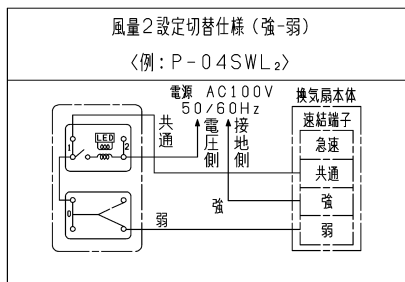 風量2設定切替仕様(強-弱)
〈例:P-04SWL₂〉
電源 AC100V
50/60Hz
換気扇本体
速結端子
共通
電圧側
接地側
急速
共通
強
弱
LED
1
2
0
強
弱